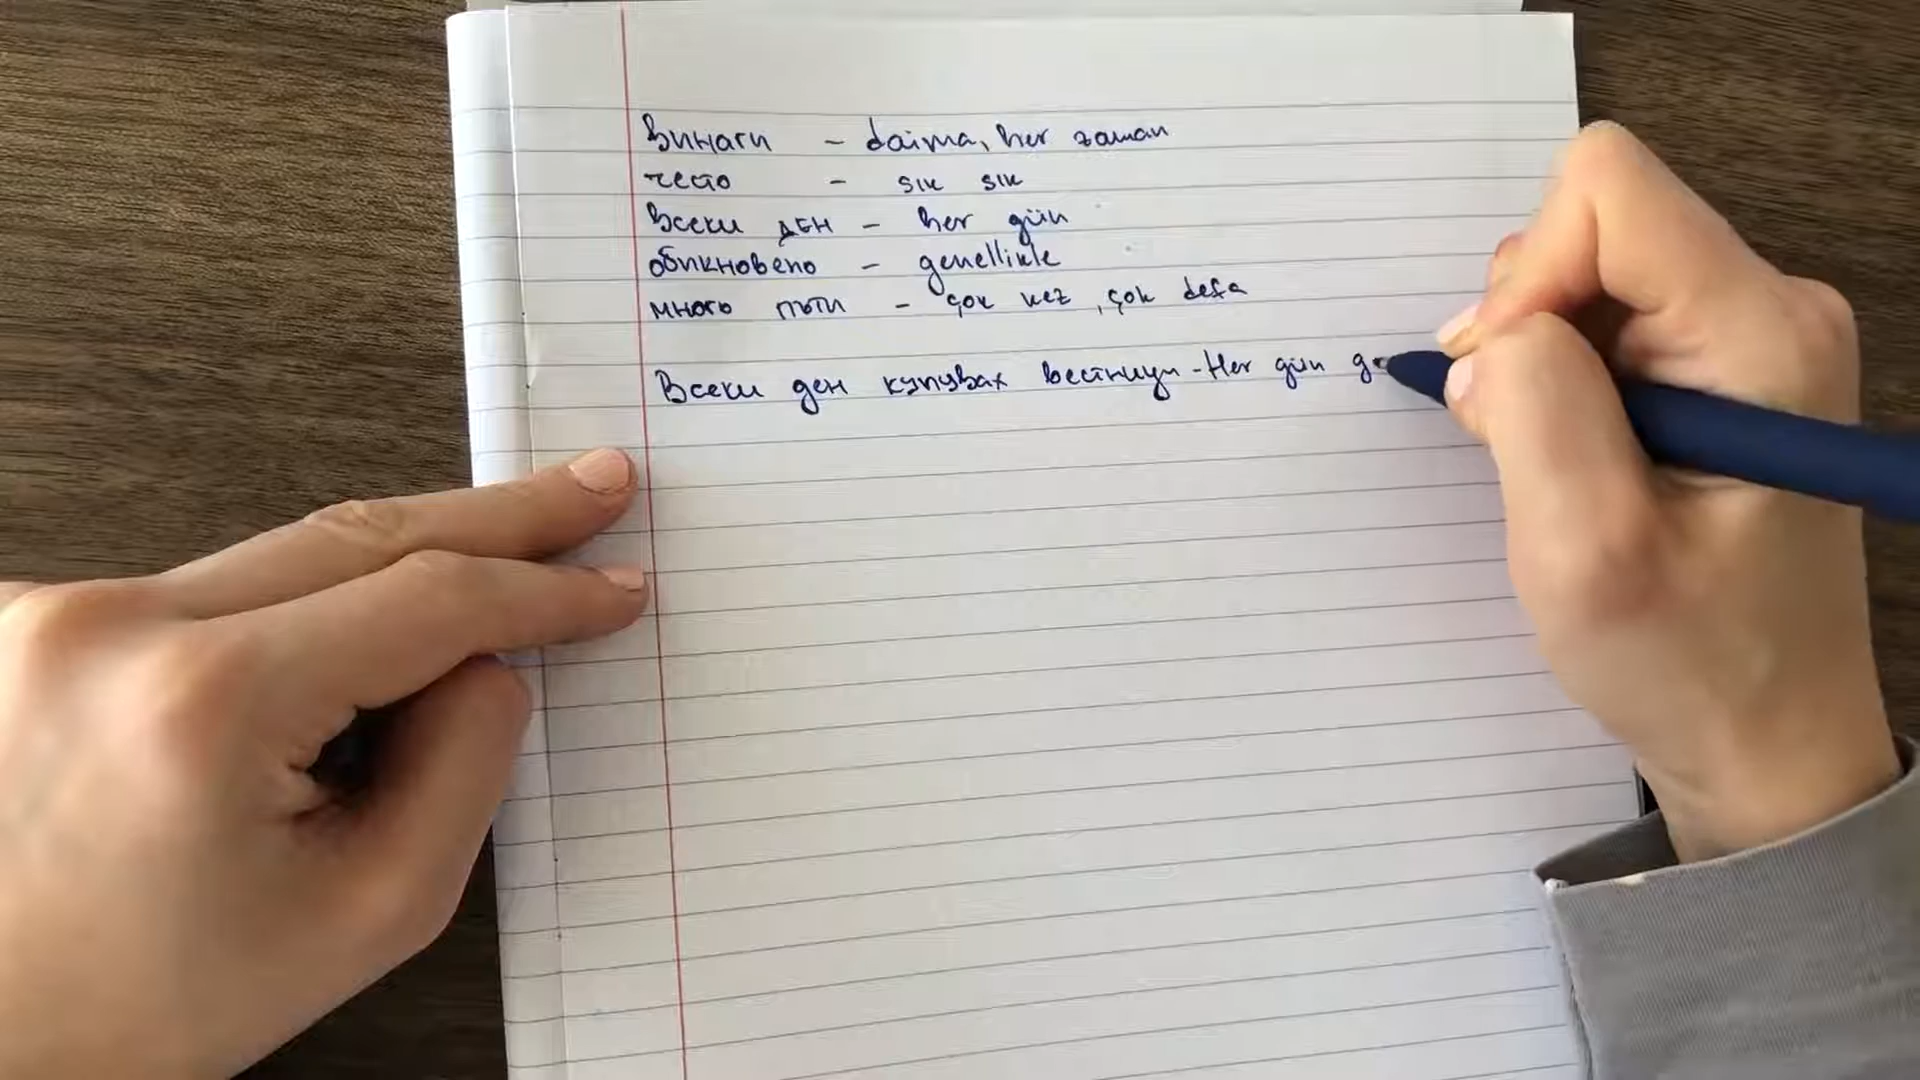 Винаги - daima, her zaman
често - sık sık
Всеки ден - her gün
обикновено - genellikle
много пъти - çok kez, çok defa
Всеки ден купувах вестници - Her gün